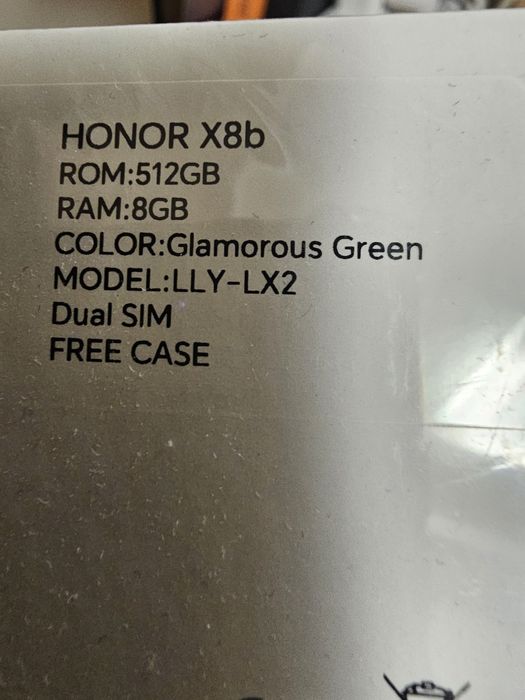 HONOR X8b
ROM:512GB
RAM:8GB
COLOR:Glamorous Green
MODEL:LLY-LX2
Dual SIM
FREE CASE